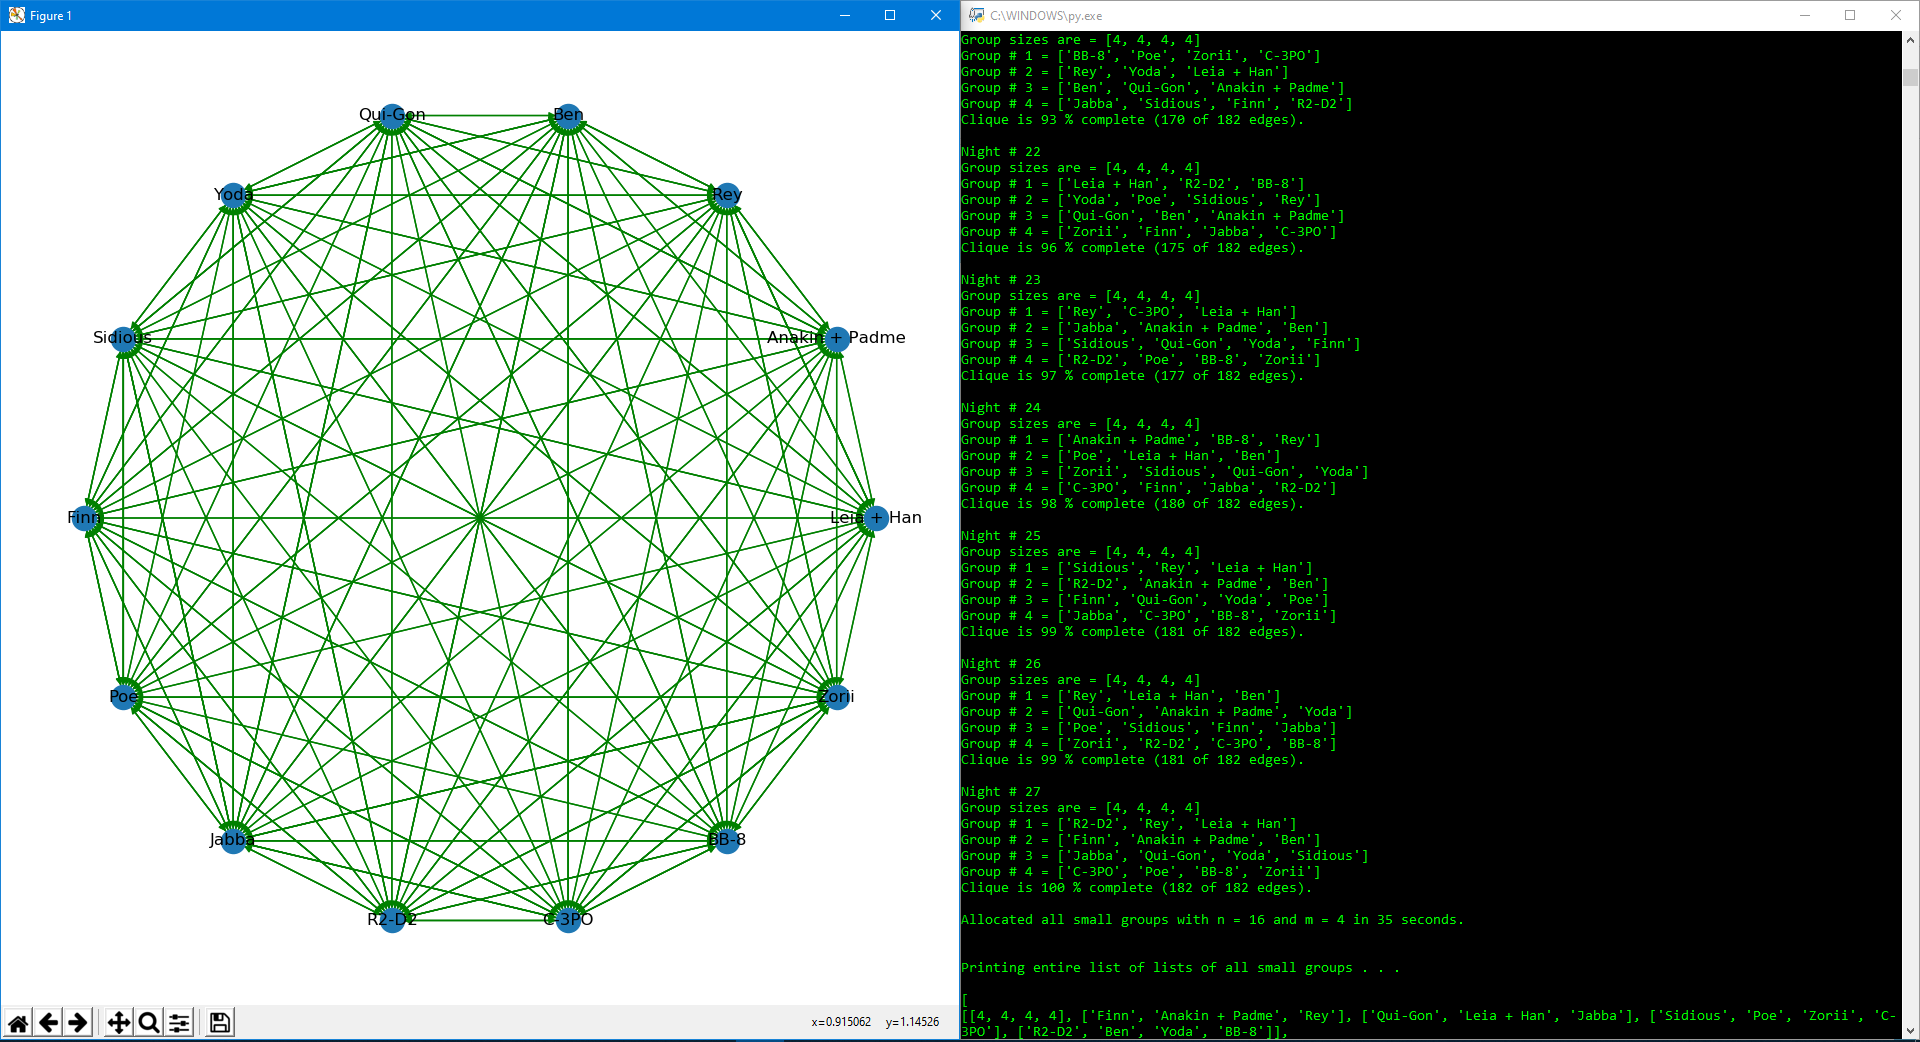 Figure 1
Qui-Gon
Ben
Yoda
Rey
Sidious
Anakin + Padme
Finn
Leia + Han
Poe
Zorii
Jabba
BB-8
R2-D2
C-3PO
x=0.915062 y=1.14526
C:\WINDOWS\py.exe
Group sizes are = [4, 4, 4, 4]
Group # 1 = ['BB-8', 'Poe', 'Zorii', 'C-3PO']
Group # 2 = ['Rey', 'Yoda', 'Leia + Han']
Group # 3 = ['Ben', 'Qui-Gon', 'Anakin + Padme']
Group # 4 = ['Jabba', 'Sidious', 'Finn', 'R2-D2']
Clique is 93 % complete (170 of 182 edges).
Night # 22
Group sizes are = [4, 4, 4, 4]
Group # 1 = ['Leia + Han', 'R2-D2', 'BB-8']
Group # 2 = ['Yoda', 'Poe', 'Sidious', 'Rey']
Group # 3 = ['Qui-Gon', 'Ben', 'Anakin + Padme']
Group # 4 = ['Zorii', 'Finn', 'Jabba', 'C-3PO']
Clique is 96 % complete (175 of 182 edges).
Night # 23
Group sizes are = [4, 4, 4, 4]
Group # 1 = ['Rey', 'C-3PO', 'Leia + Han']
Group # 2 = ['Jabba', 'Anakin + Padme', 'Ben']
Group # 3 = ['Sidious', 'Qui-Gon', 'Yoda', 'Finn']
Group # 4 = ['R2-D2', 'Poe', 'BB-8', 'Zorii']
Clique is 97 % complete (177 of 182 edges).
Night # 24
Group sizes are = [4, 4, 4, 4]
Group # 1 = ['Anakin + Padme', 'BB-8', 'Rey']
Group # 2 = ['Poe', 'Leia + Han', 'Ben']
Group # 3 = ['Zorii', 'Sidious', 'Qui-Gon', 'Yoda']
Group # 4 = ['C-3PO', 'Finn', 'Jabba', 'R2-D2']
Clique is 98 % complete (180 of 182 edges).
Night # 25
Group sizes are = [4, 4, 4, 4]
Group # 1 = ['Sidious', 'Rey', 'Leia + Han']
Group # 2 = ['R2-D2', 'Anakin + Padme', 'Ben']
Group # 3 = ['Finn', 'Qui-Gon', 'Yoda', 'Poe']
Group # 4 = ['Jabba', 'C-3PO', 'BB-8', 'Zorii']
Clique is 99 % complete (181 of 182 edges).
Night # 26
Group sizes are = [4, 4, 4, 4]
Group # 1 = ['Rey', 'Leia + Han', 'Ben']
Group # 2 = ['Qui-Gon', 'Anakin + Padme', 'Yoda']
Group # 3 = ['Poe', 'Sidious', 'Finn', 'Jabba']
Group # 4 = ['Zorii', 'R2-D2', 'C-3PO', 'BB-8']
Clique is 99 % complete (181 of 182 edges).
Night # 27
Group sizes are = [4, 4, 4, 4]
Group # 1 = ['R2-D2', 'Rey', 'Leia + Han']
Group # 2 = ['Finn', 'Anakin + Padme', 'Ben']
Group # 3 = ['Jabba', 'Qui-Gon', 'Yoda', 'Sidious']
Group # 4 = ['C-3PO', 'Poe', 'BB-8', 'Zorii']
Clique is 100 % complete (182 of 182 edges).
Allocated all small groups with n = 16 and m = 4 in 35 seconds.
Printing entire list of lists of all small groups . . .
[
[[4, 4, 4, 4], ['Finn', 'Anakin + Padme', 'Rey'], ['Qui-Gon', 'Leia + Han', 'Jabba'], ['Sidious', 'Poe', 'Zorii', 'C-
3PO'], ['R2-D2', 'Ben', 'Yoda', 'BB-8']],